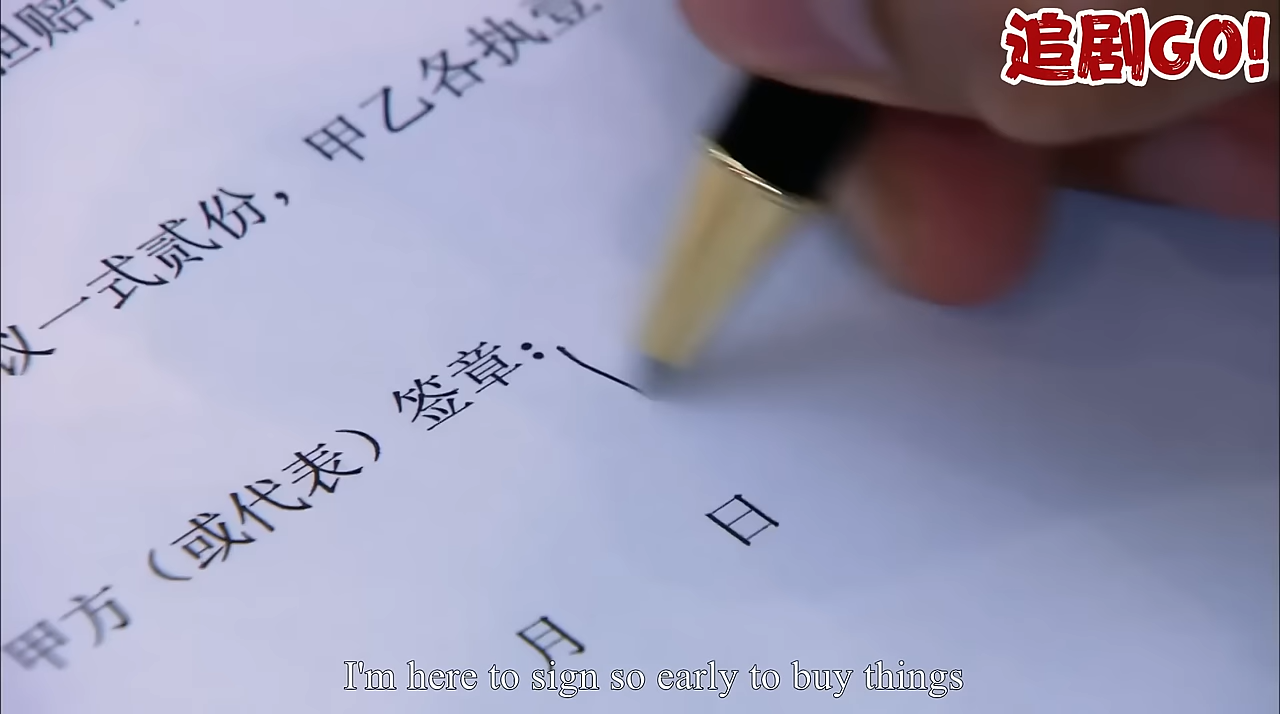 追剧GO!
担赔
议一式贰份，甲乙各执壹
甲方（或代表）签章：
月 日
I'm here to sign so early to buy things